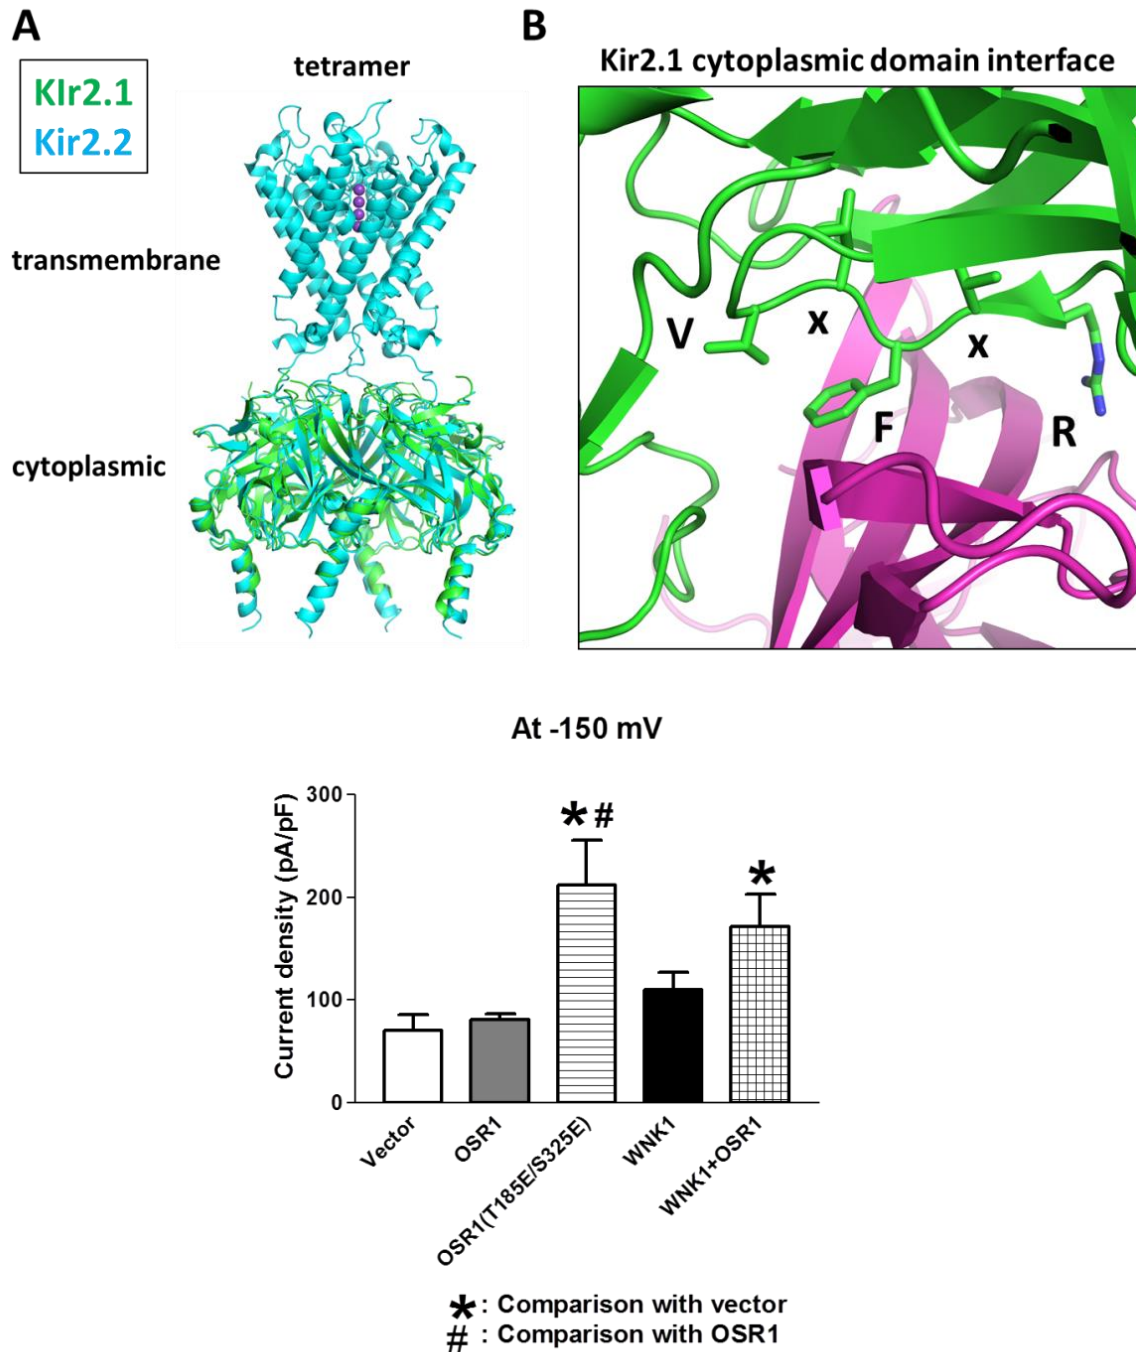 A
B
KIr2.1
Kir2.2
tetramer
transmembrane
cytoplasmic
Kir2.1 cytoplasmic domain interface
V
x
F
x
R
At -150 mV
Current density (pA/pF)
300
200
100
0
*#
*
Vector
OSR1
OSR1(T185E/S325E)
WNK1
WNK1+OSR1
* : Comparison with vector
# : Comparison with OSR1